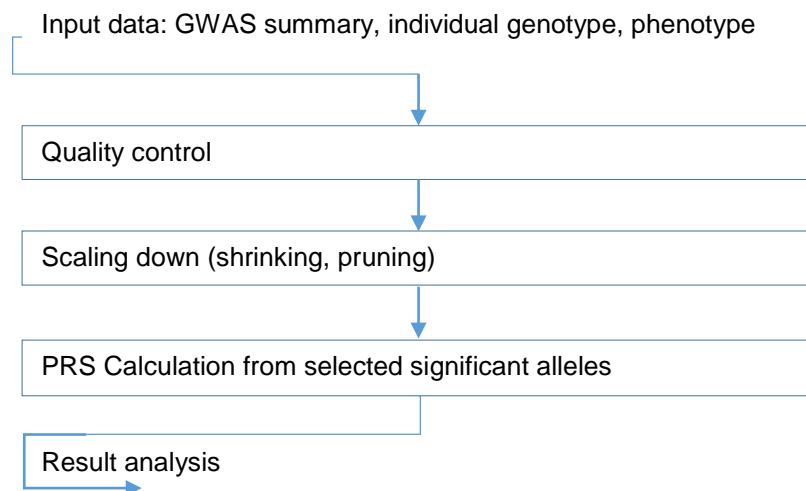 Input data: GWAS summary, individual genotype, phenotype
Quality control
Scaling down (shrinking, pruning)
PRS Calculation from selected significant alleles
Result analysis